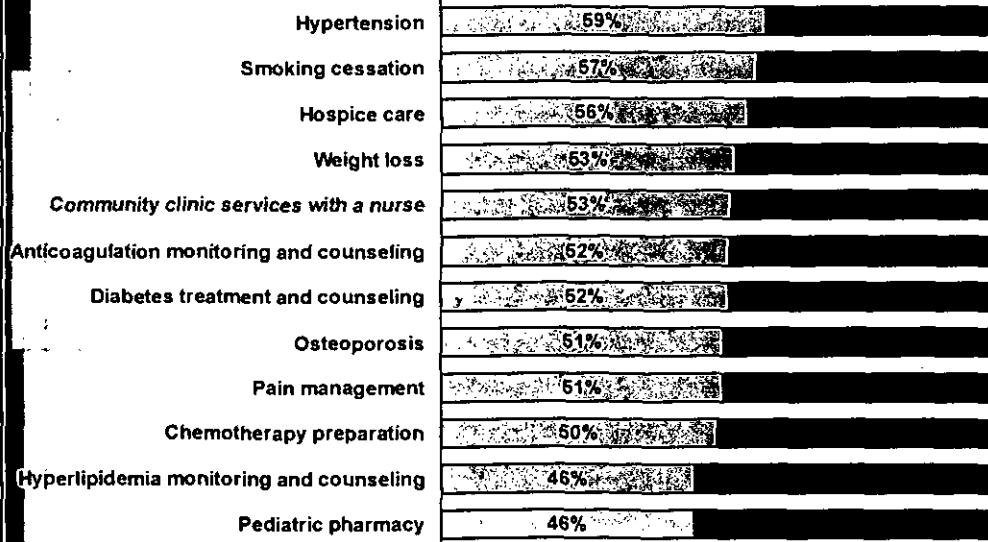 Hypertension 59%
Smoking cessation 57%
Hospice care 56%
Weight loss 53%
Community clinic services with a nurse 53%
Anticoagulation monitoring and counseling 52%
Diabetes treatment and counseling 52%
Osteoporosis 51%
Pain management 51%
Chemotherapy preparation 50%
Hyperlipidemia monitoring and counseling 46%
Pediatric pharmacy 46%